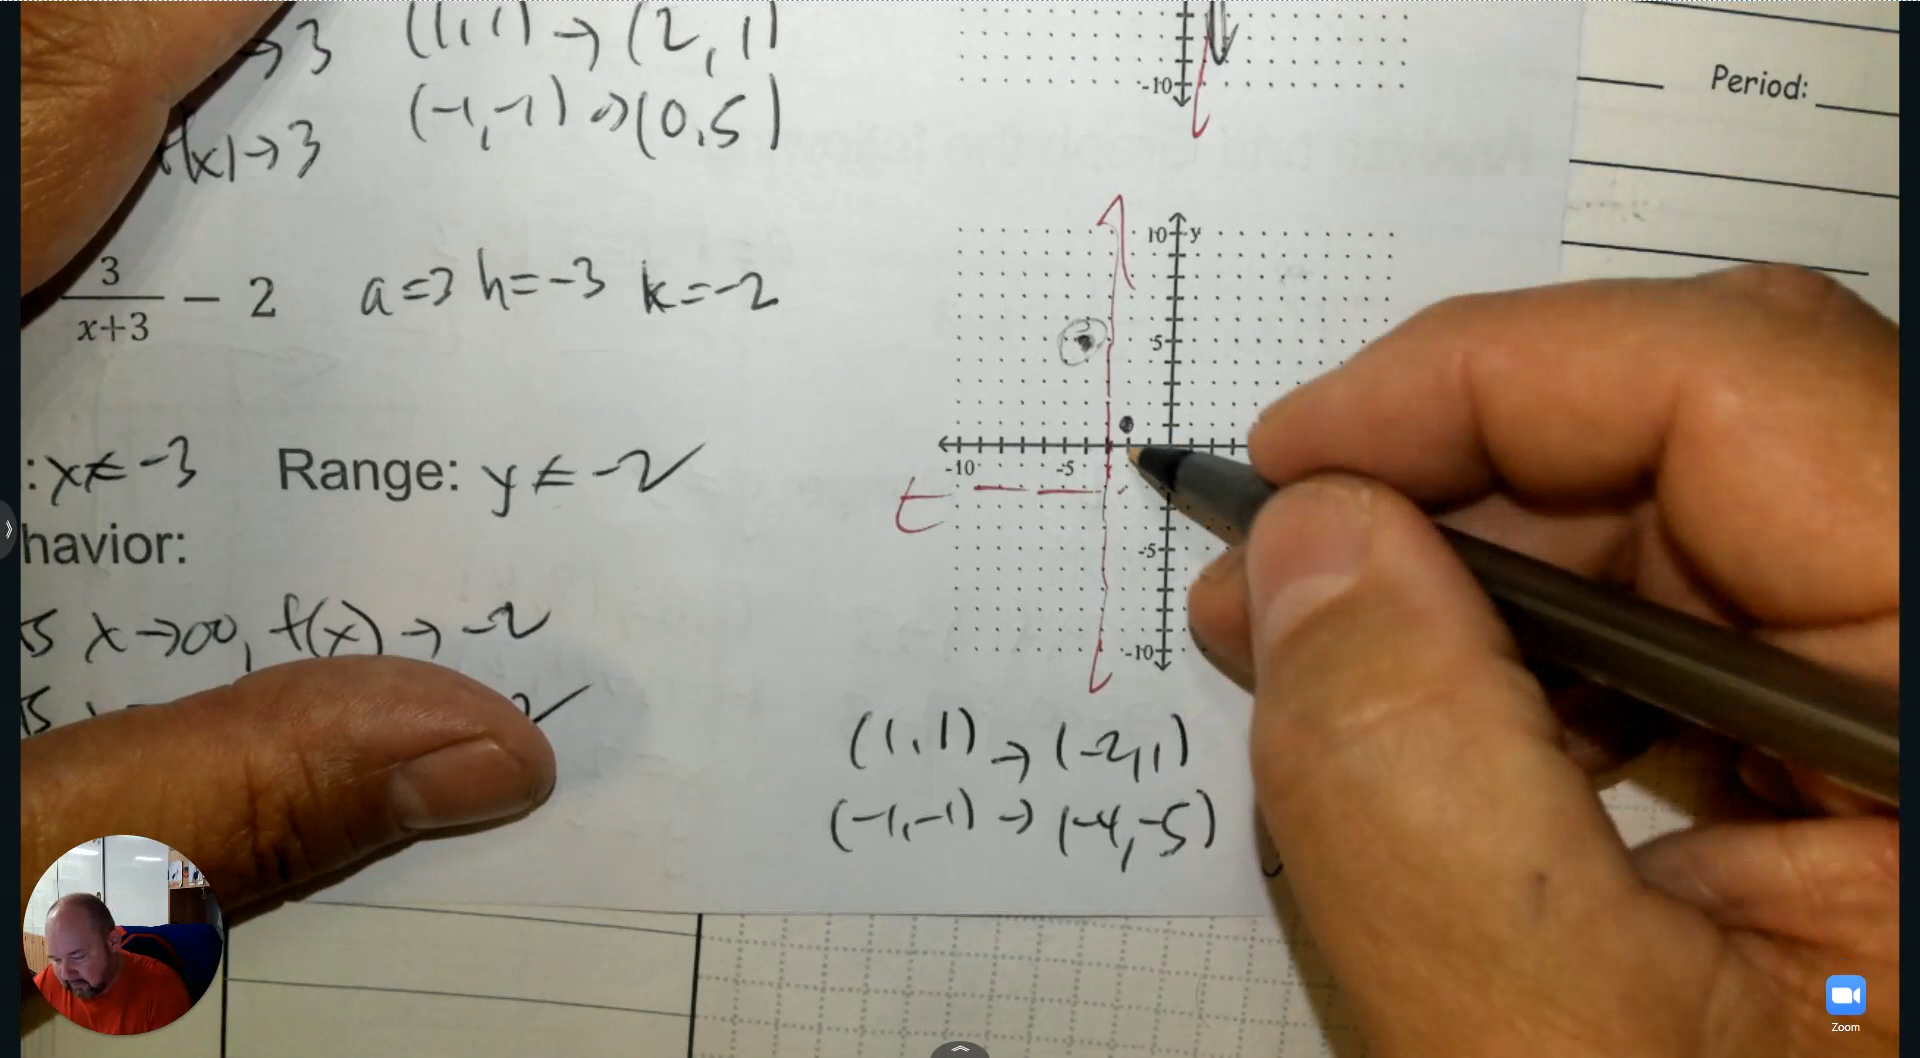 →3 (1,1) → (2,1)
f(x)→3 (-1,-1) → (0,5)
-10
Period:
3
x+3
− 2 a=3 h=-3 k=-2
10 y
5
-10 -5
-5
-10
: x≠-3 Range: y≠-2
havior:
x→∞, f(x)→-2
(1,1) → (-2,1)
(-1,-1) → (-4,-5)
Zoom